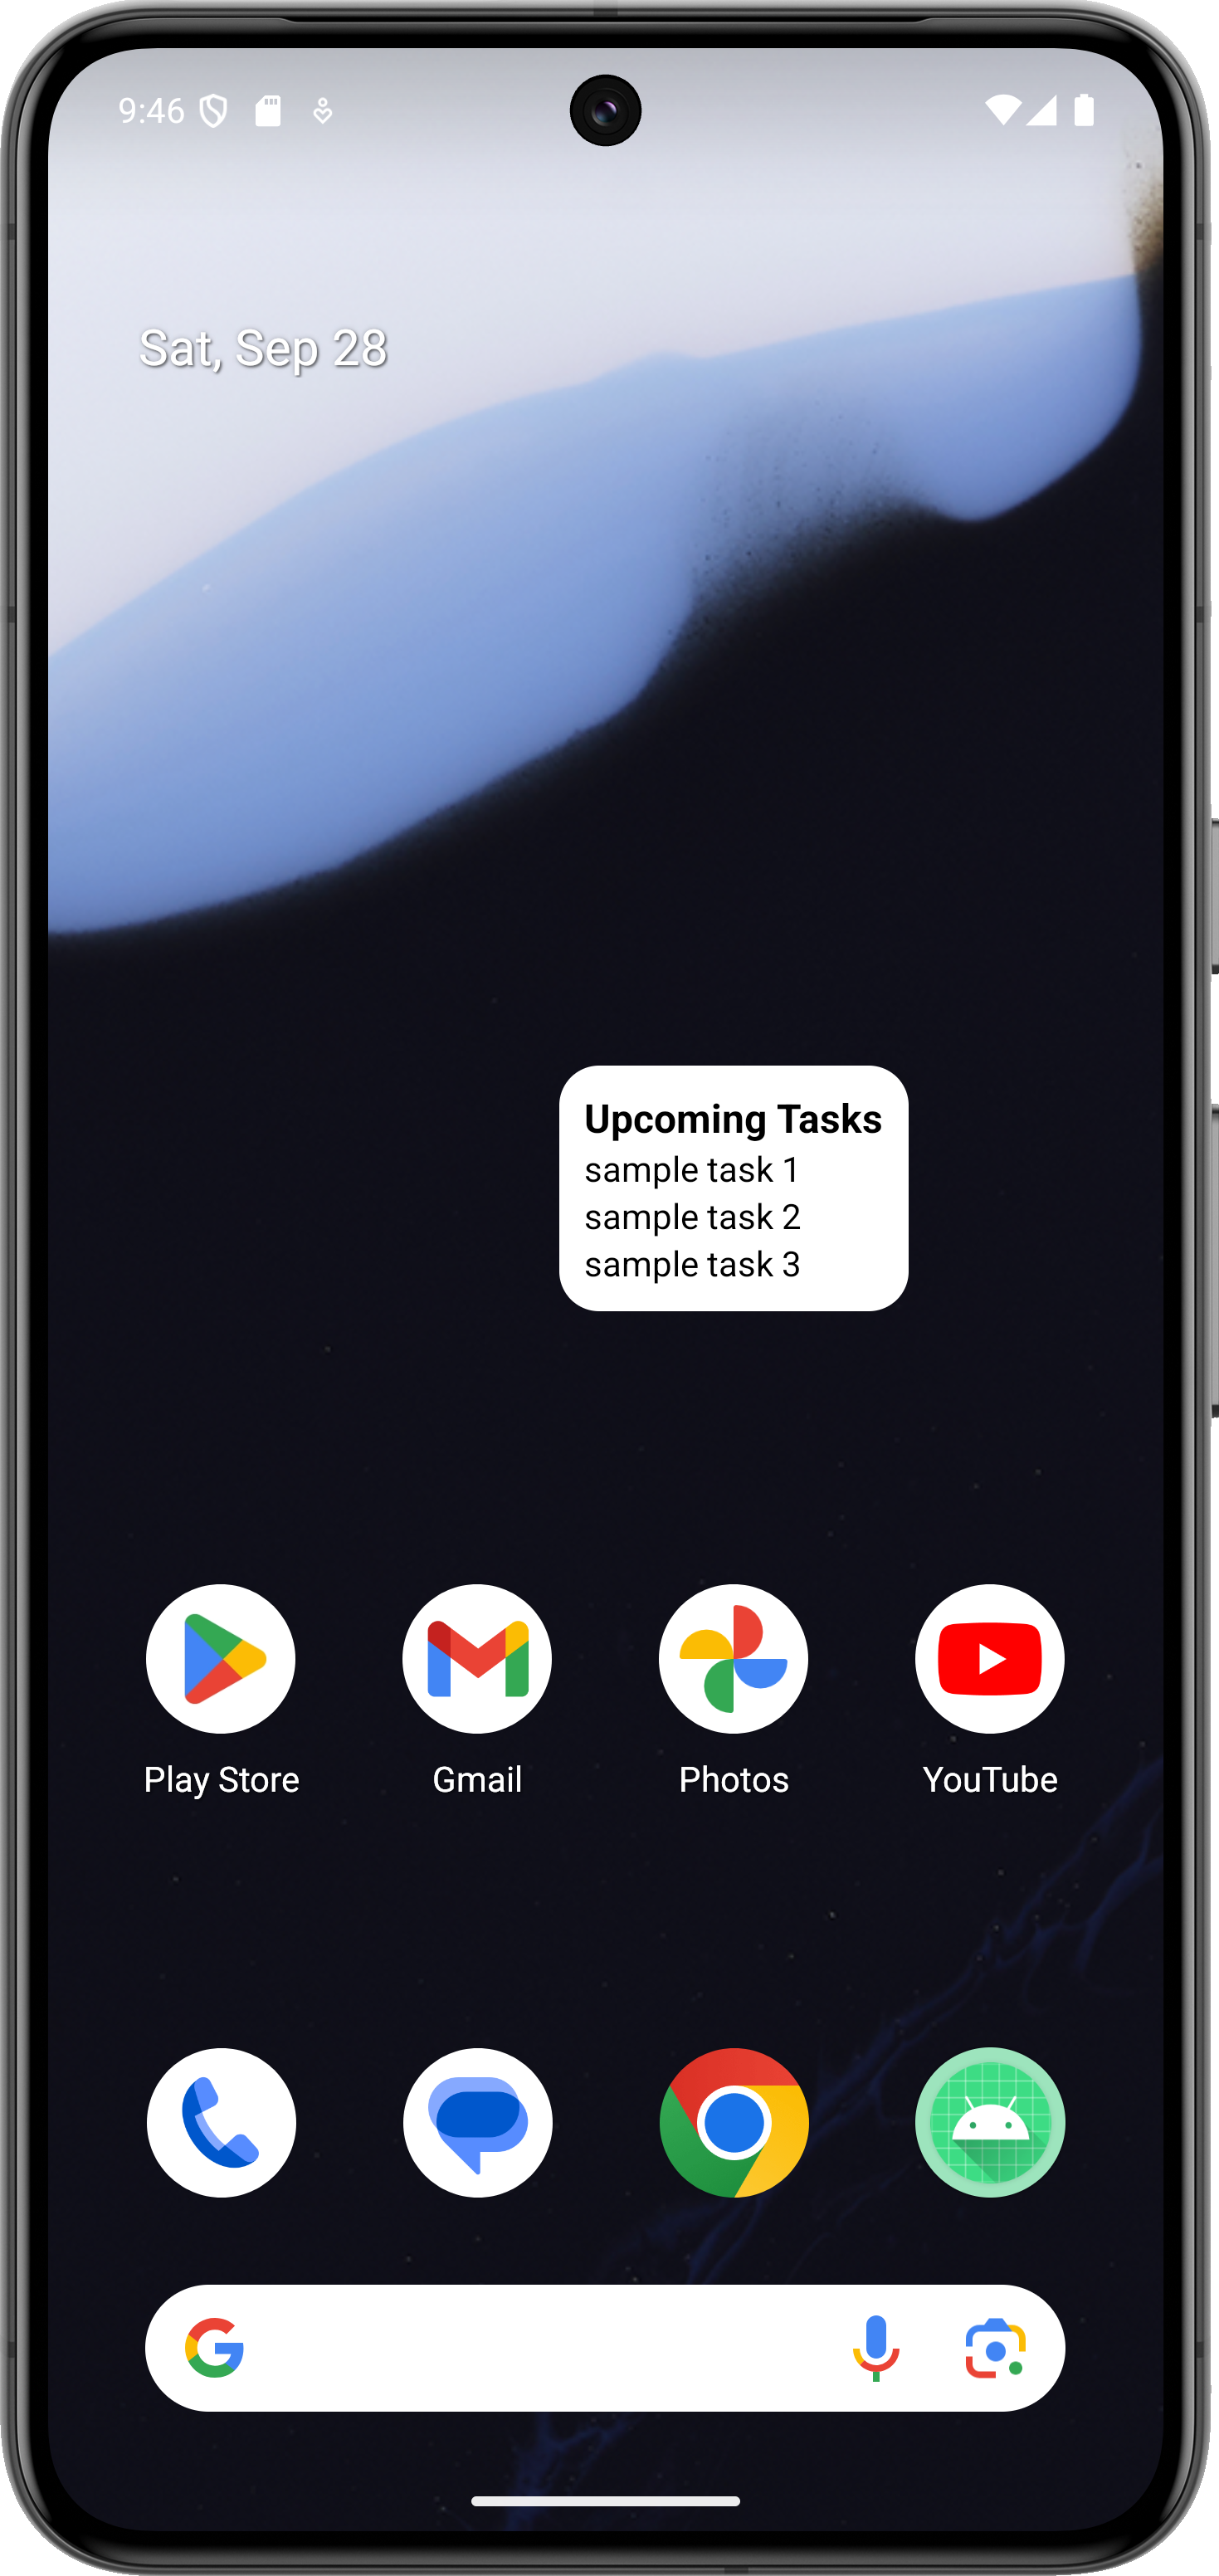 9:46
Sat, Sep 28
Upcoming Tasks
sample task 1
sample task 2
sample task 3
Play Store
Gmail
Photos
YouTube